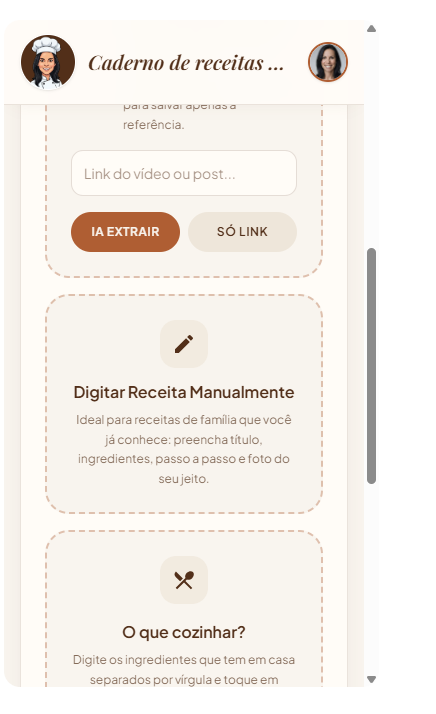 Caderno de receitas ...
para salvar apenas a
referência.
Link do vídeo ou post...
IA EXTRAIR
SÓ LINK
Digitar Receita Manualmente
Ideal para receitas de família que você
já conhece: preencha título,
ingredientes, passo a passo e foto do
seu jeito.
O que cozinhar?
Digite os ingredientes que tem em casa
separados por vírgula e toque em